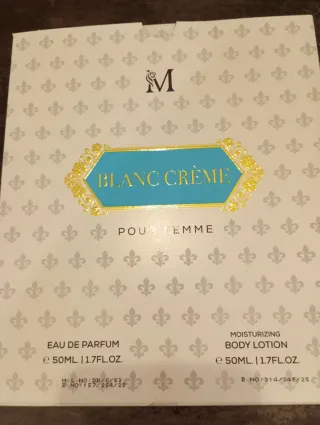 M
BLANC CRÈME
POUR FEMME
EAU DE PARFUM
℮ 50ML. | 1.7FL.OZ.
MOISTURIZING
BODY LOTION
℮ 50ML. | 1.7FL.OZ.